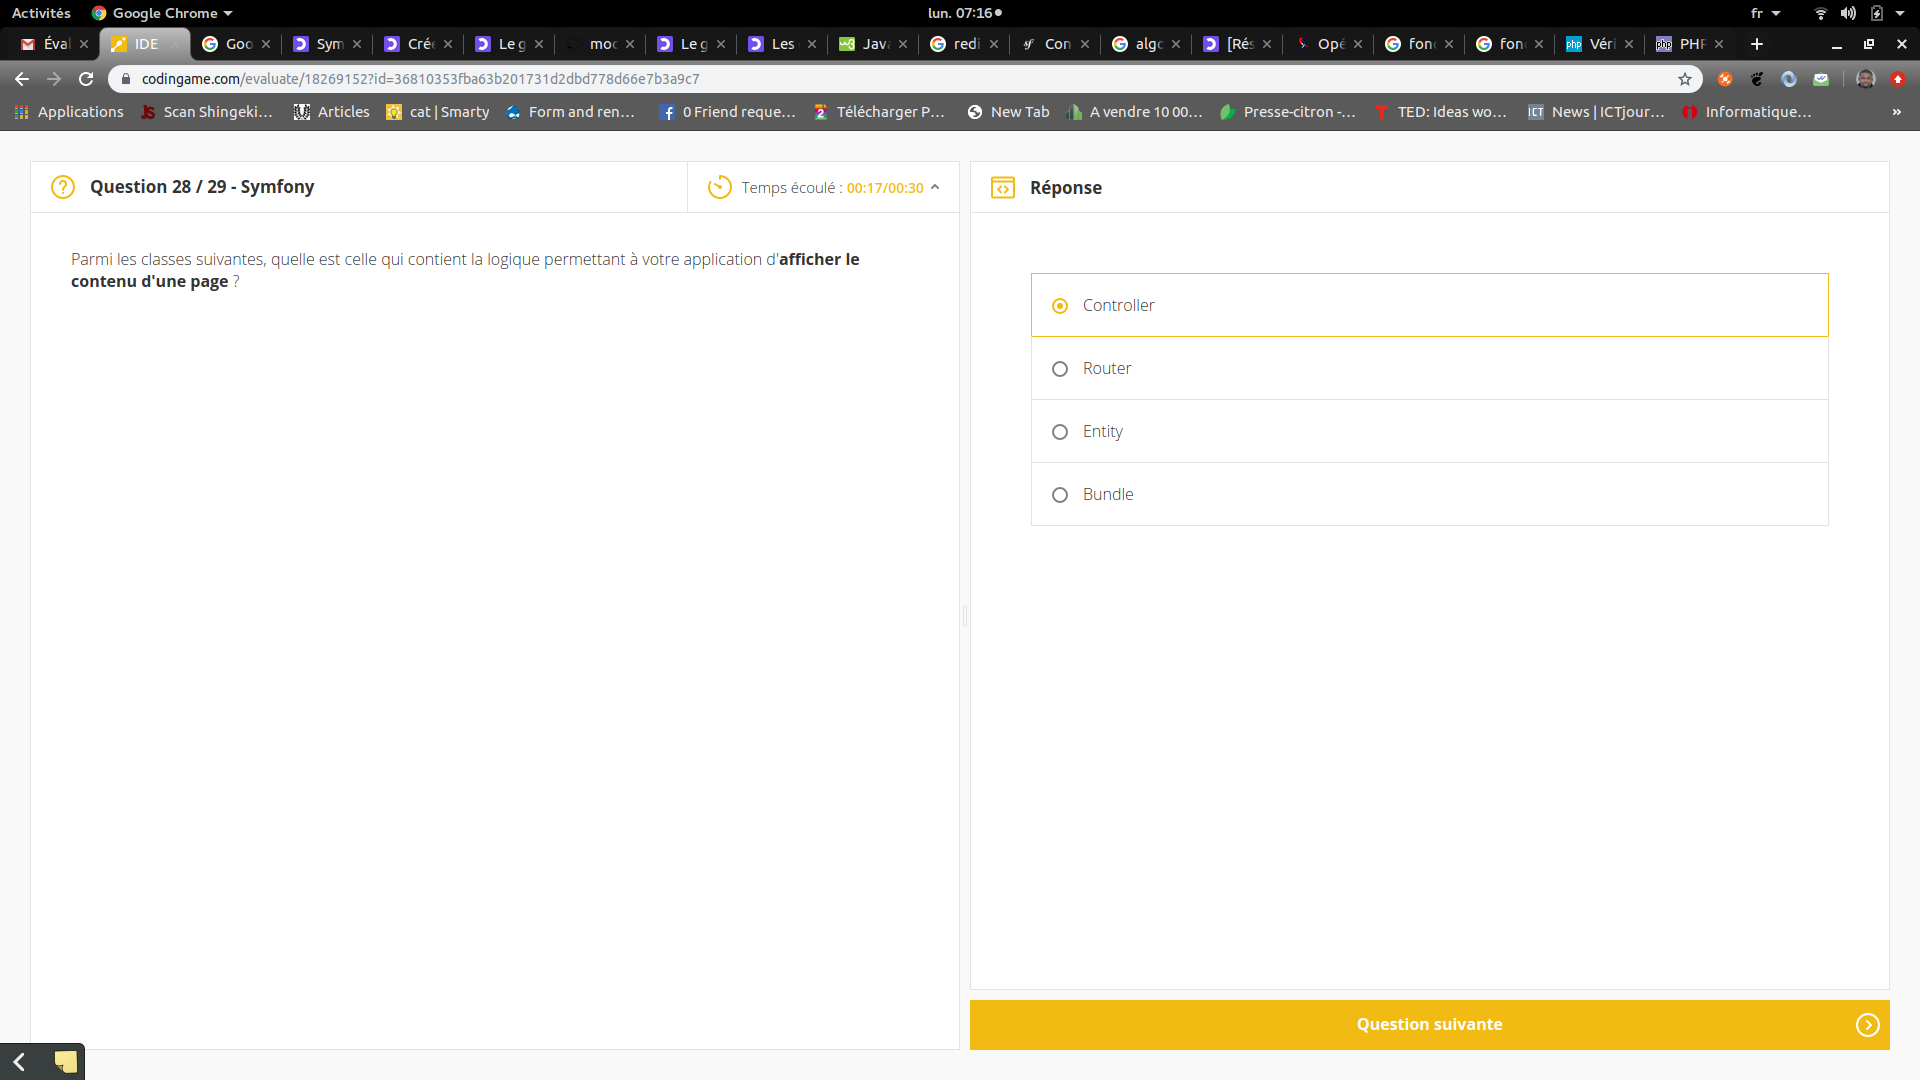 Activités Google Chrome lun. 07:16 fr
Éval IDE Goo Sym Crée Le g moc Le g Les Java redi Con algo [Rés Opé fonc fonc Véri PHP
codingame.com/evaluate/18269152?id=36810353fba63b201731d2dbd778d66e7b3a9c7
Applications Scan Shingeki... Articles cat | Smarty Form and ren... 0 Friend reque... Télécharger P... New Tab A vendre 10 00... Presse-citron -... TED: Ideas wo... News | ICTjour... Informatique... »
Question 28 / 29 - Symfony
Temps écoulé : 00:17/00:30
Réponse
Parmi les classes suivantes, quelle est celle qui contient la logique permettant à votre application d'afficher le
contenu d'une page ?
Controller
Router
Entity
Bundle
Question suivante